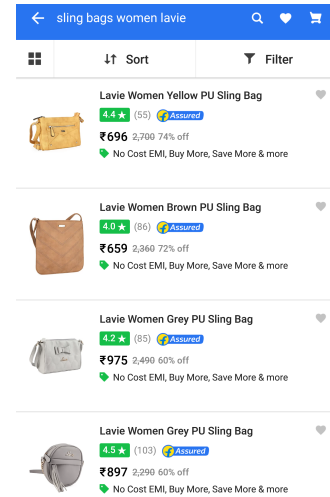 sling bags women lavie
Sort
Filter
Lavie Women Yellow PU Sling Bag
4.4 ★ (55) Assured
₹696 2,700 74% off
No Cost EMI, Buy More, Save More & more
Lavie Women Brown PU Sling Bag
4.0 ★ (86) Assured
₹659 2,360 72% off
No Cost EMI, Buy More, Save More & more
Lavie Women Grey PU Sling Bag
4.2 ★ (85) Assured
₹975 2,490 60% off
No Cost EMI, Buy More, Save More & more
Lavie Women Grey PU Sling Bag
4.5 ★ (103) Assured
₹897 2,290 60% off
No Cost EMI, Buy More, Save More & more